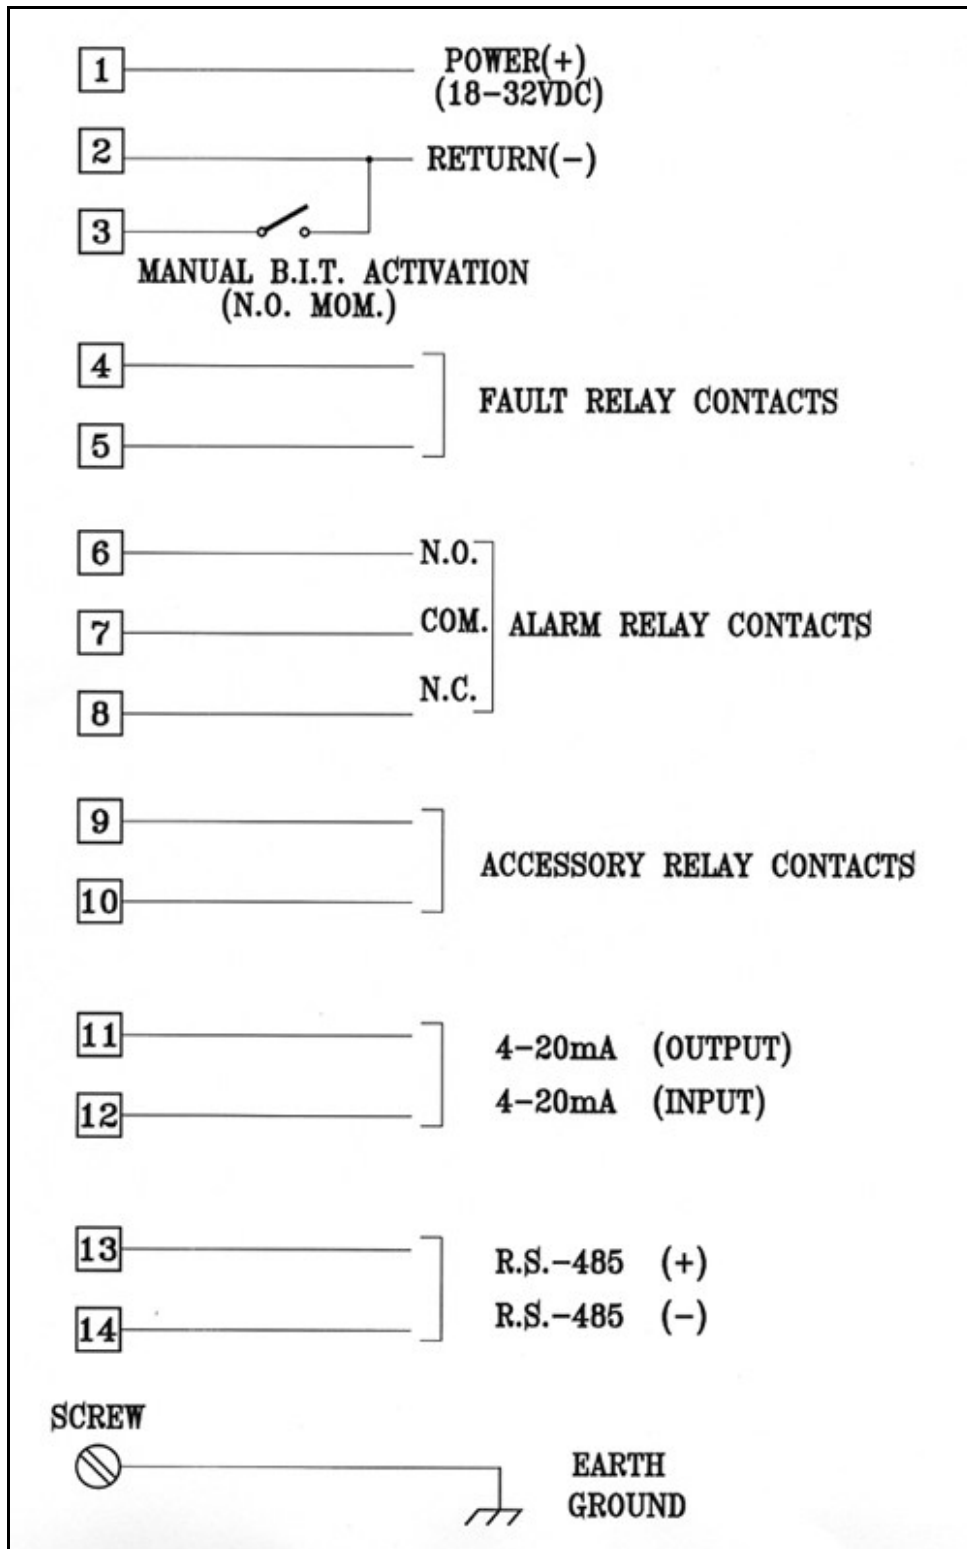 1 POWER(+)
(18-32VDC)
2 RETURN(-)
3
MANUAL B.I.T. ACTIVATION
(N.O. MOM.)
4
FAULT RELAY CONTACTS
5
6 N.O.
7 COM. ALARM RELAY CONTACTS
8 N.C.
9
ACCESSORY RELAY CONTACTS
10
11
4-20mA (OUTPUT)
12 4-20mA (INPUT)
13 R.S.-485 (+)
14 R.S.-485 (-)
SCREW
EARTH
GROUND